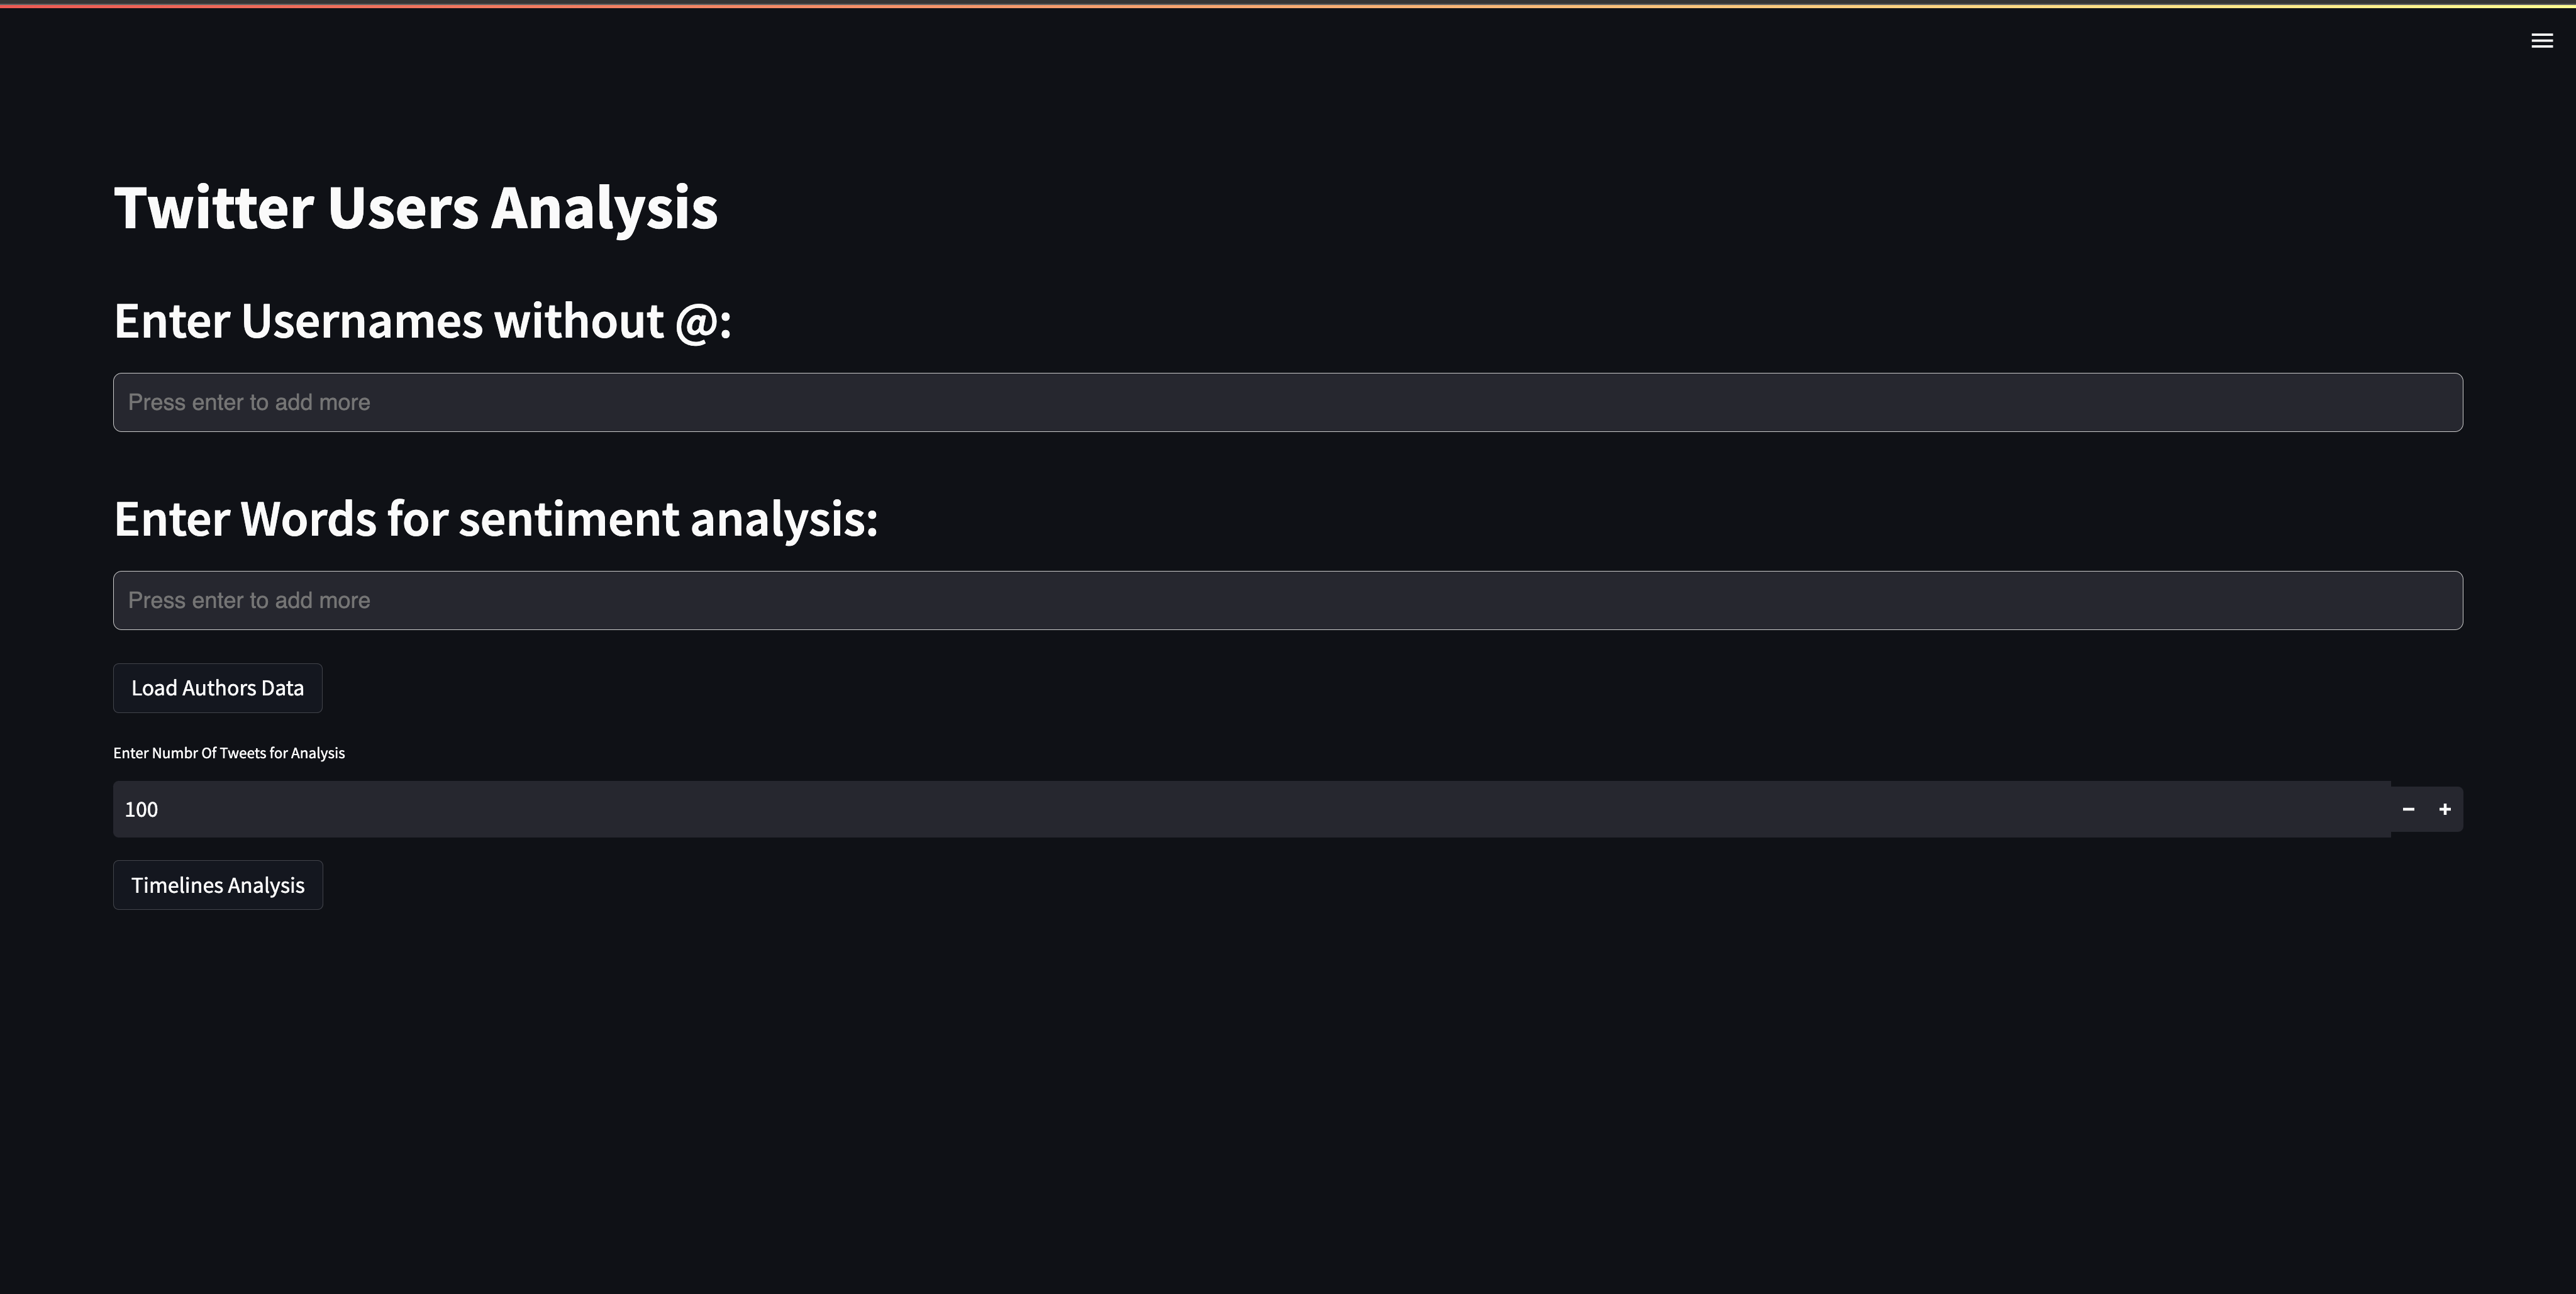 Twitter Users Analysis
Enter Usernames without @:
Press enter to add more
Enter Words for sentiment analysis:
Press enter to add more
Load Authors Data
Enter Numbr Of Tweets for Analysis
100
Timelines Analysis